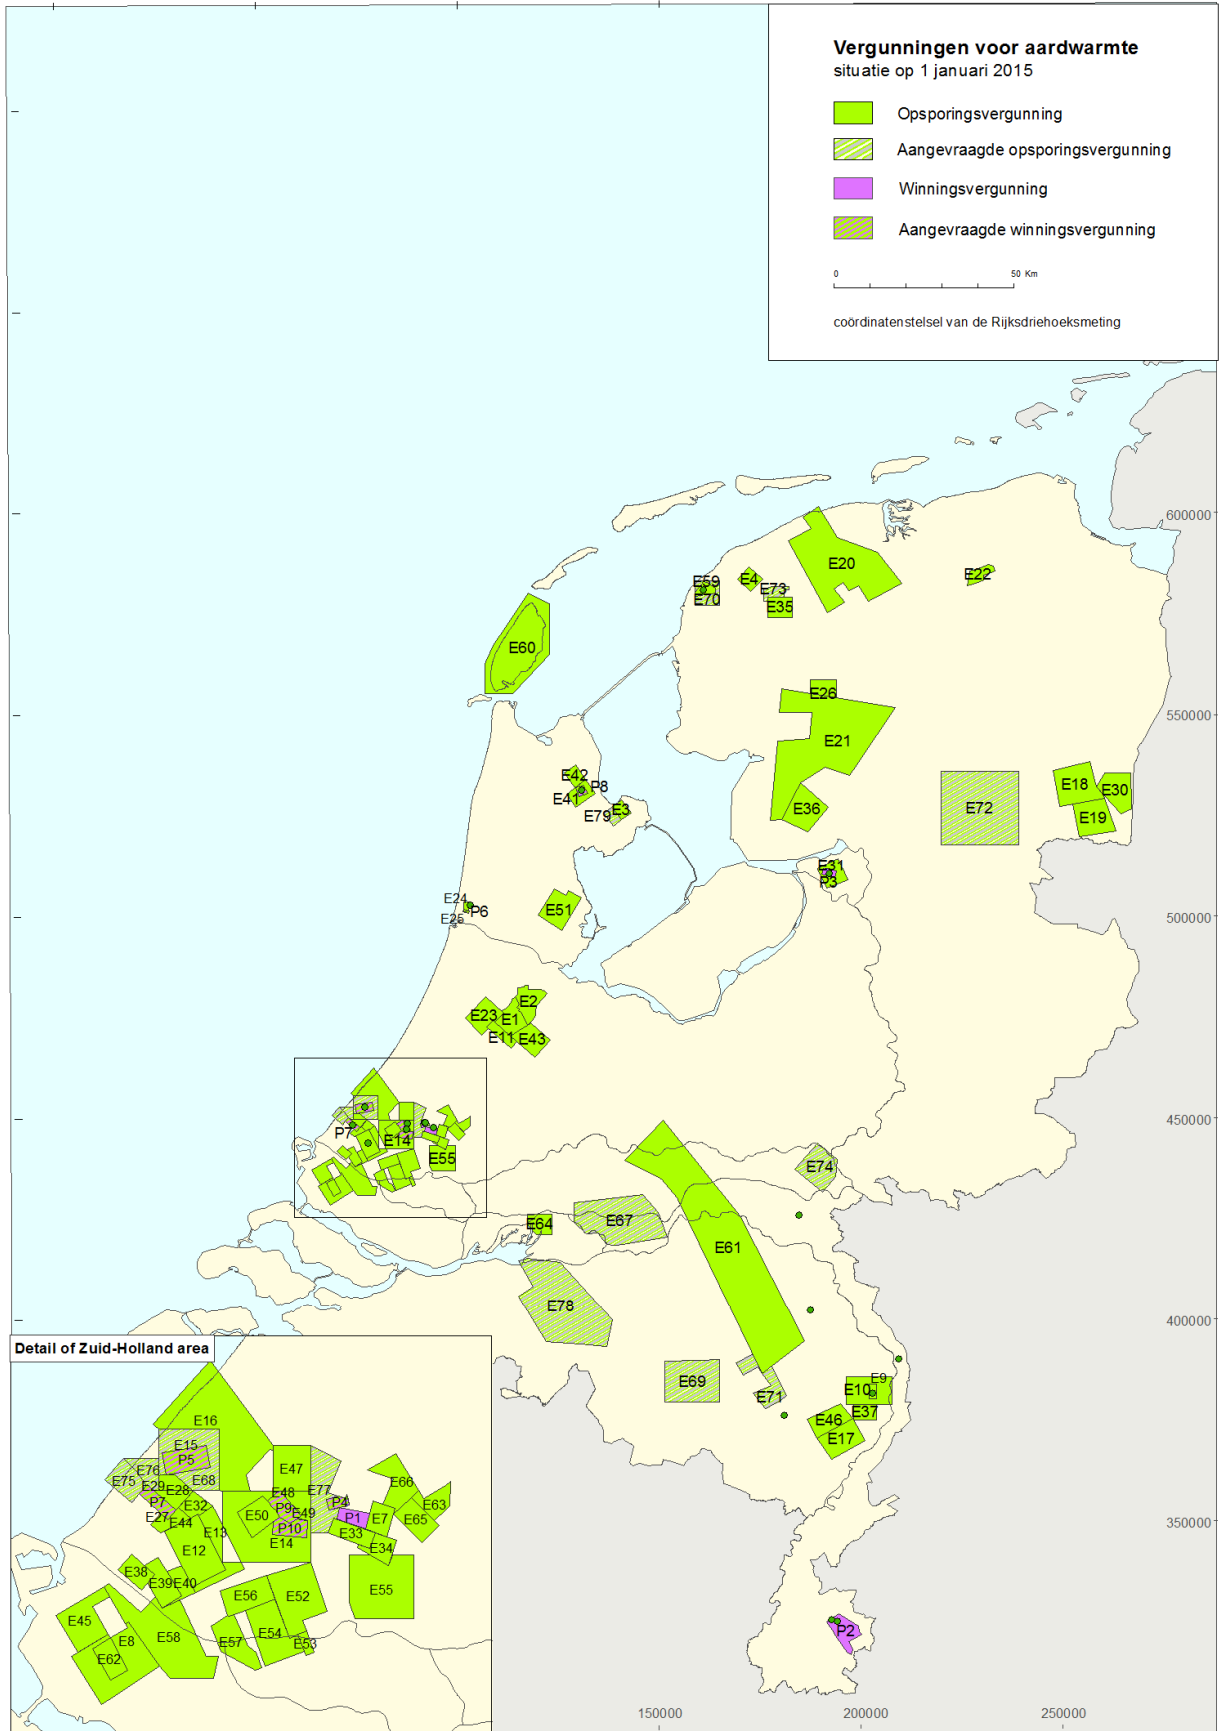 Vergunningen voor aardwarmte
situatie op 1 januari 2015
Opsporingsvergunning
Aangevraagde opsporingsvergunning
Winningsvergunning
Aangevraagde winningsvergunning
0 50 Km
coördinatenstelsel van de Rijksdriehoeksmeting
600000
E20
E22
E59
E4
E73
E70
E35
E60
E26
550000
E21
E42
P8
E41
E3
E79
E36
E72
E18
E30
E19
E31
P3
E24
P6
E25
E51
500000
E2
E23
E1
E11
E43
P7
E14
E55
450000
E74
E64
E67
E61
E78
400000
E69
E71
E9
E10
E37
E46
E17
350000
P2
150000
200000
250000
Detail of Zuid-Holland area
E16
E15
P5
E76
E75
E68
E29
E28
P7
E32
E27
E44
E13
E12
E47
E77
E48
P9
E49
E50
P10
E14
P4
P1
E7
E33
E34
E66
E63
E65
E55
E38
E39
E40
E45
E8
E62
E58
E56
E52
E54
E57
E53